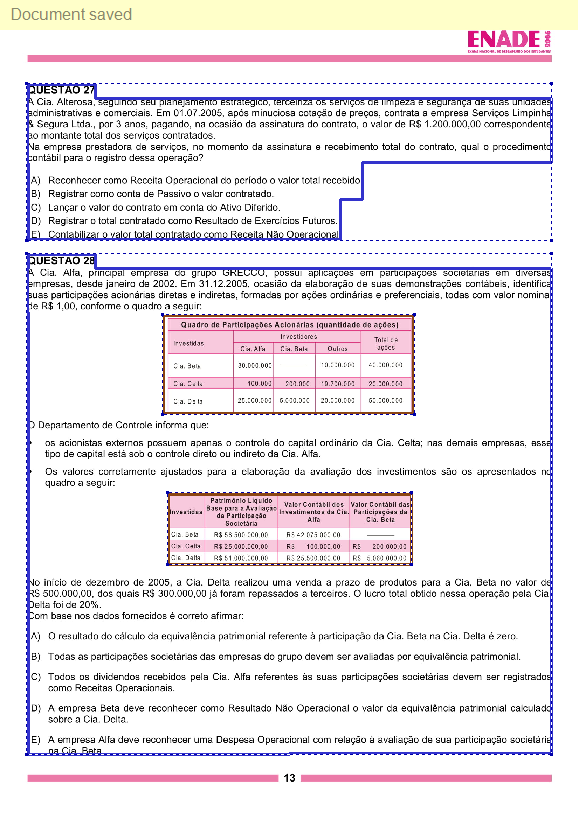 Document saved
ENADE 2006
EXAME NACIONAL DE DESEMPENHO DOS ESTUDANTES
QUESTÃO 27
A Cia. Alterosa, seguindo seu planejamento estratégico, terceiriza os serviços de limpeza e segurança de suas unidades
administrativas e comerciais. Em 01.07.2005, após minuciosa cotação de preços, contrata a empresa Serviços Limpinha
& Segura Ltda., por 3 anos, pagando, na ocasião da assinatura do contrato, o valor de R$ 1.200.000,00 correspondente
ao montante total dos serviços contratados.
Na empresa prestadora de serviços, no momento da assinatura e recebimento total do contrato, qual o procedimento
contábil para o registro dessa operação?
A) Reconhecer como Receita Operacional do período o valor total recebido.
B) Registrar como conta de Passivo o valor contratado.
C) Lançar o valor do contrato em conta do Ativo Diferido.
D) Registrar o total contratado como Resultado de Exercícios Futuros.
E) Contabilizar o valor total contratado como Receita Não Operacional.
QUESTÃO 28
A Cia. Alfa, principal empresa do grupo GRECCO, possui aplicações em participações societárias em diversas
empresas, desde janeiro de 2002. Em 31.12.2005, ocasião da elaboração de suas demonstrações contábeis, identifica
suas participações acionárias diretas e indiretas, formadas por ações ordinárias e preferenciais, todas com valor nominal
de R$ 1,00, conforme o quadro a seguir:
Quadro de Participações Acionárias (quantidade de ações)
Investidas Investidores Total de ações
Cia. Alfa Cia. Beta Outros
Cia. Beta 30.000.000 10.000.000 40.000.000
Cia. Celta 100.000 200.000 19.700.000 20.000.000
Cia. Delta 25.000.000 5.000.000 20.000.000 50.000.000
O Departamento de Controle informa que:
• os acionistas externos possuem apenas o controle do capital ordinário da Cia. Celta; nas demais empresas, esse
tipo de capital está sob o controle direto ou indireto da Cia. Alfa.
• Os valores corretamente ajustados para a elaboração da avaliação dos investimentos são os apresentados no
quadro a seguir:
Investidas Patrimônio Líquido Base para a Avaliação da Participação Societária Valor Contábil dos Investimentos da Cia. Alfa Valor Contábil das Participações da Cia. Beta
Cia. Beta R$ 42.075.000,00
Cia. Celta R$ 25.000.000,00 R$ 100.000,00 R$ 200.000,00
Cia. Delta R$ 51.000.000,00 R$ 25.500.000,00
No início de dezembro de 2005, a Cia. Delta realizou uma venda a prazo de produtos para a Cia. Beta no valor de
R$ 500.000,00, dos quais R$ 300.000,00 já foram repassados a terceiros. O lucro total obtido nessa operação pela Cia.
Delta foi de 20%.
Com base nos dados fornecidos é correto afirmar:
A) O resultado do cálculo da equivalência patrimonial referente à participação da Cia. Beta na Cia. Delta é zero.
B) Todas as participações societárias das empresas do grupo devem ser avaliadas por equivalência patrimonial.
C) Todos os dividendos recebidos pela Cia. Alfa referentes às suas participações societárias devem ser registrados
como Receitas Operacionais.
D) A empresa Beta deve reconhecer como Resultado Não Operacional o valor da equivalência patrimonial calculado
sobre a Cia. Delta.
E) A empresa Alfa deve reconhecer uma Despesa Operacional com relação à avaliação de sua participação societária
na Cia. Beta.
13